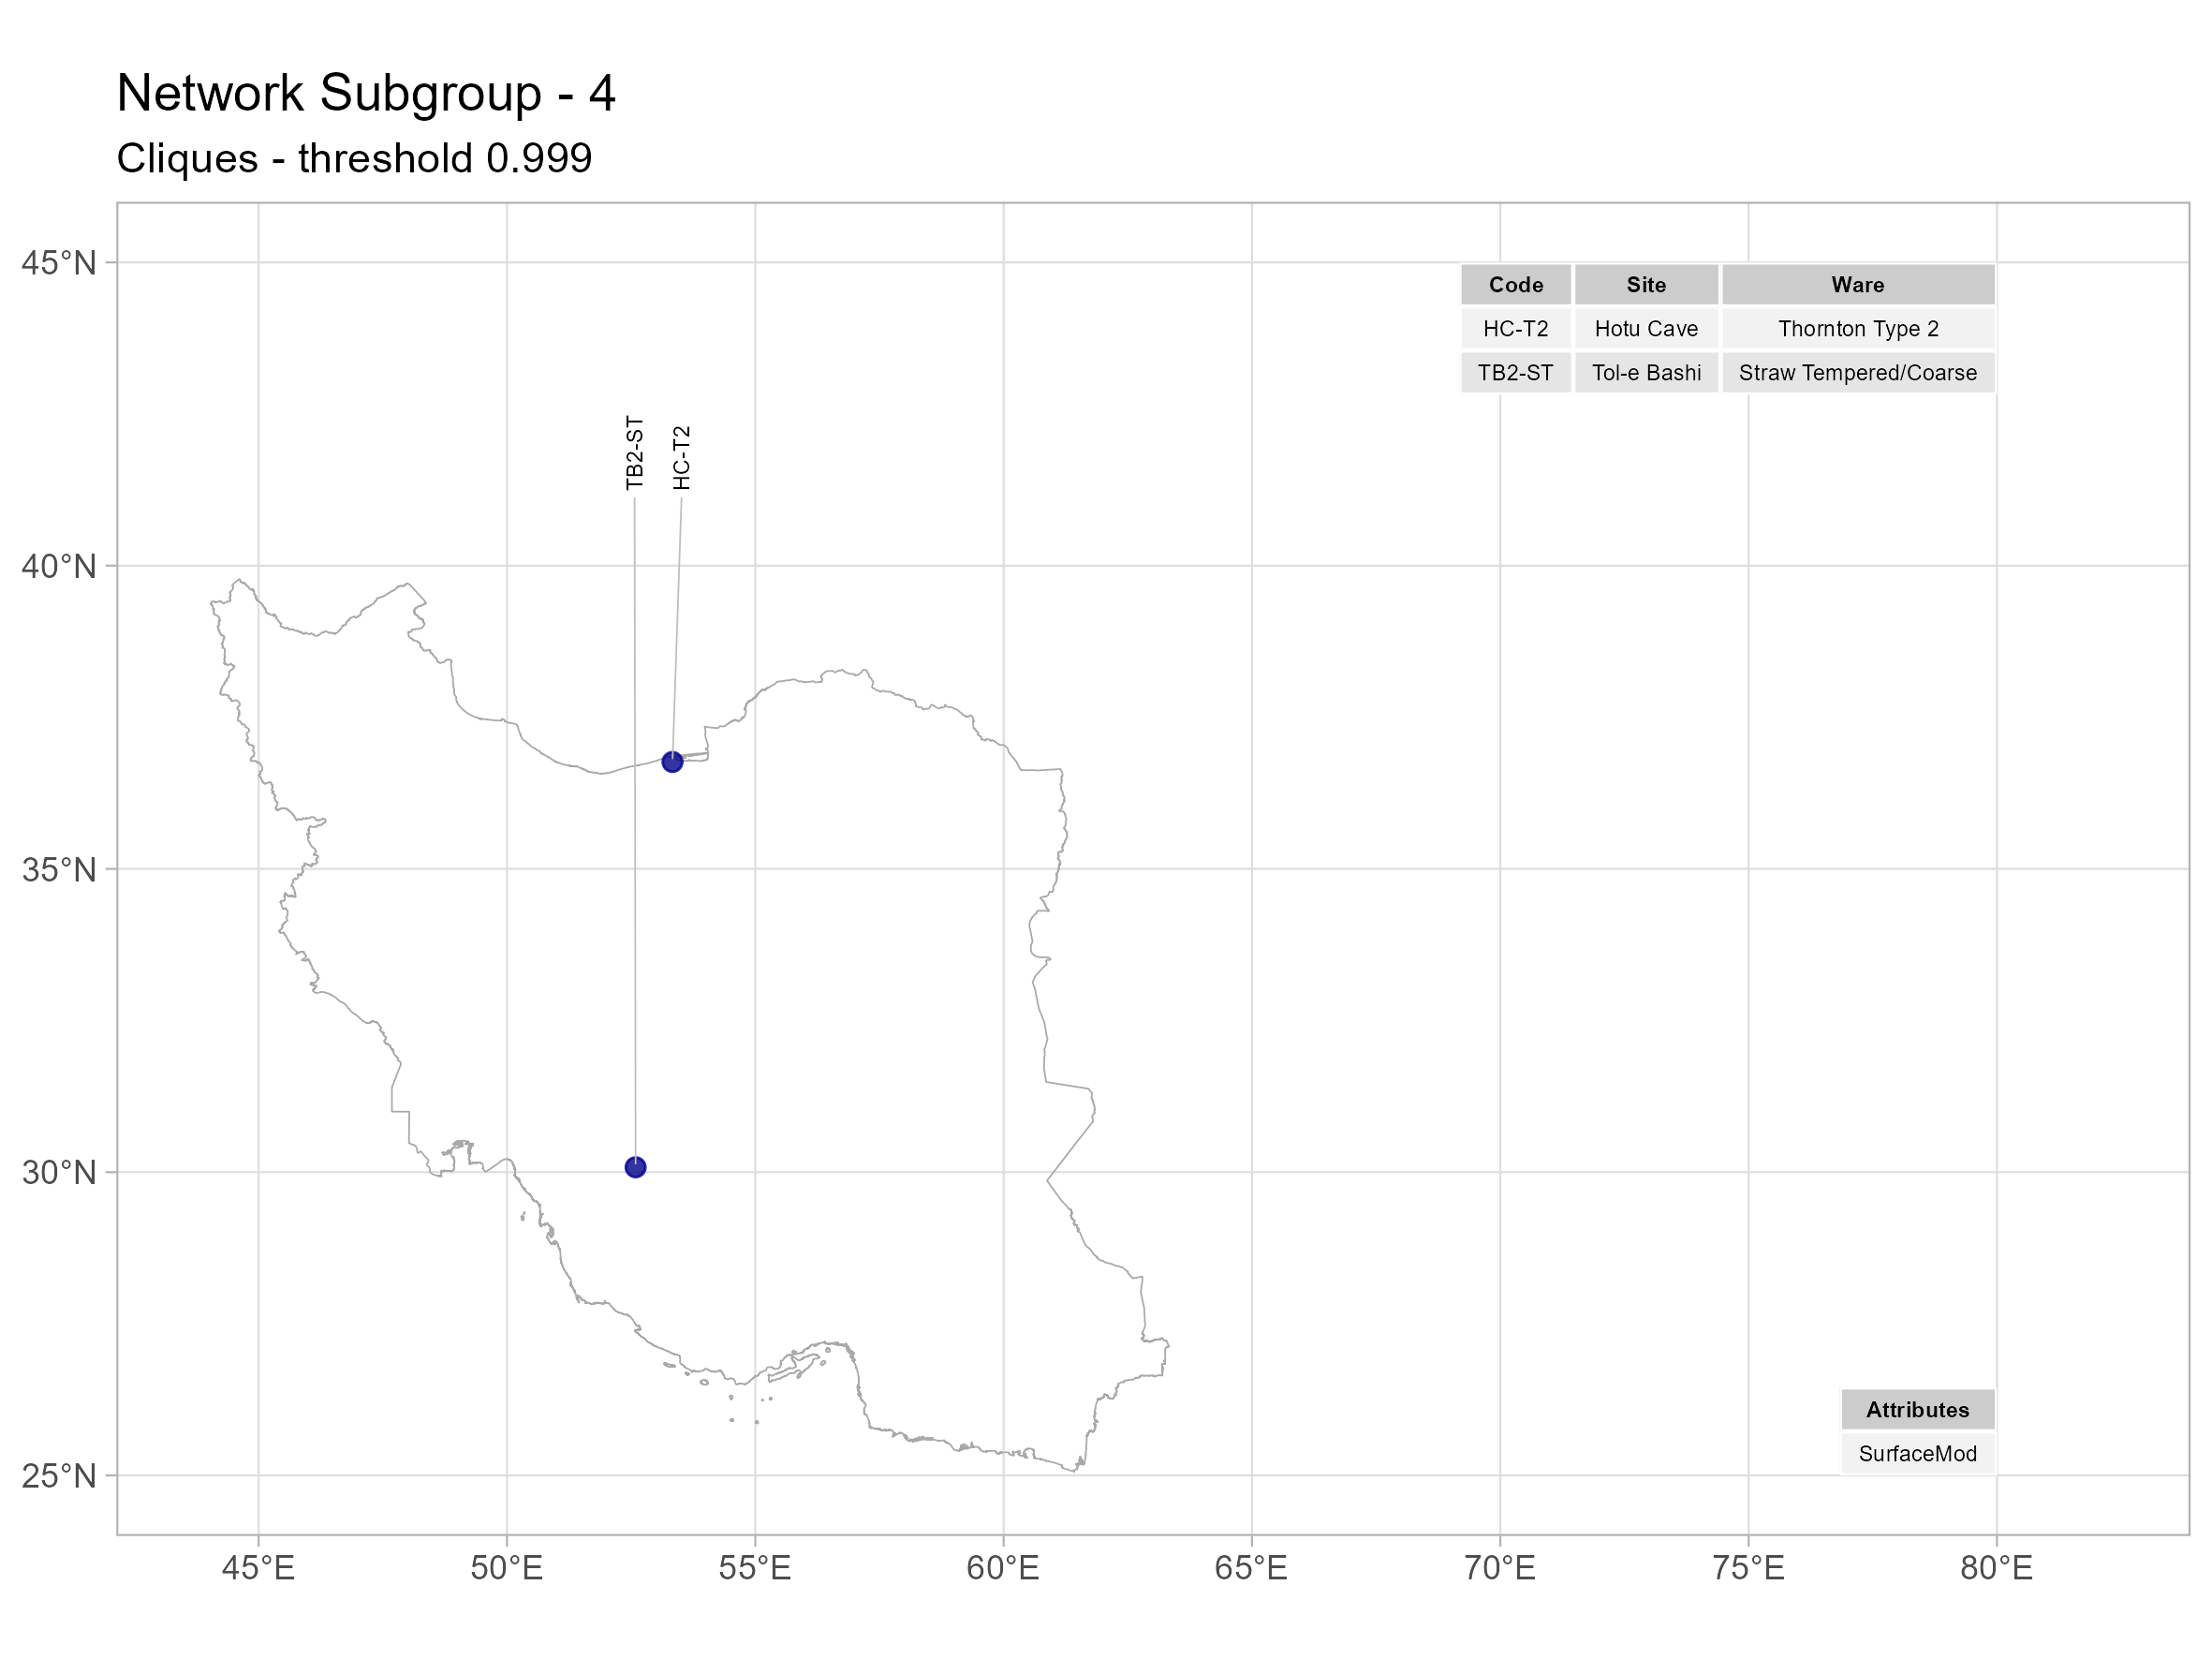 Network Subgroup - 4
Cliques - threshold 0.999
45°N
40°N
35°N
30°N
25°N
Code Site Ware
HC-T2 Hotu Cave Thornton Type 2
TB2-ST Tol-e Bashi Straw Tempered/Coarse
TB2-ST
HC-T2
Attributes
SurfaceMod
45°E 50°E 55°E 60°E 65°E 70°E 75°E 80°E